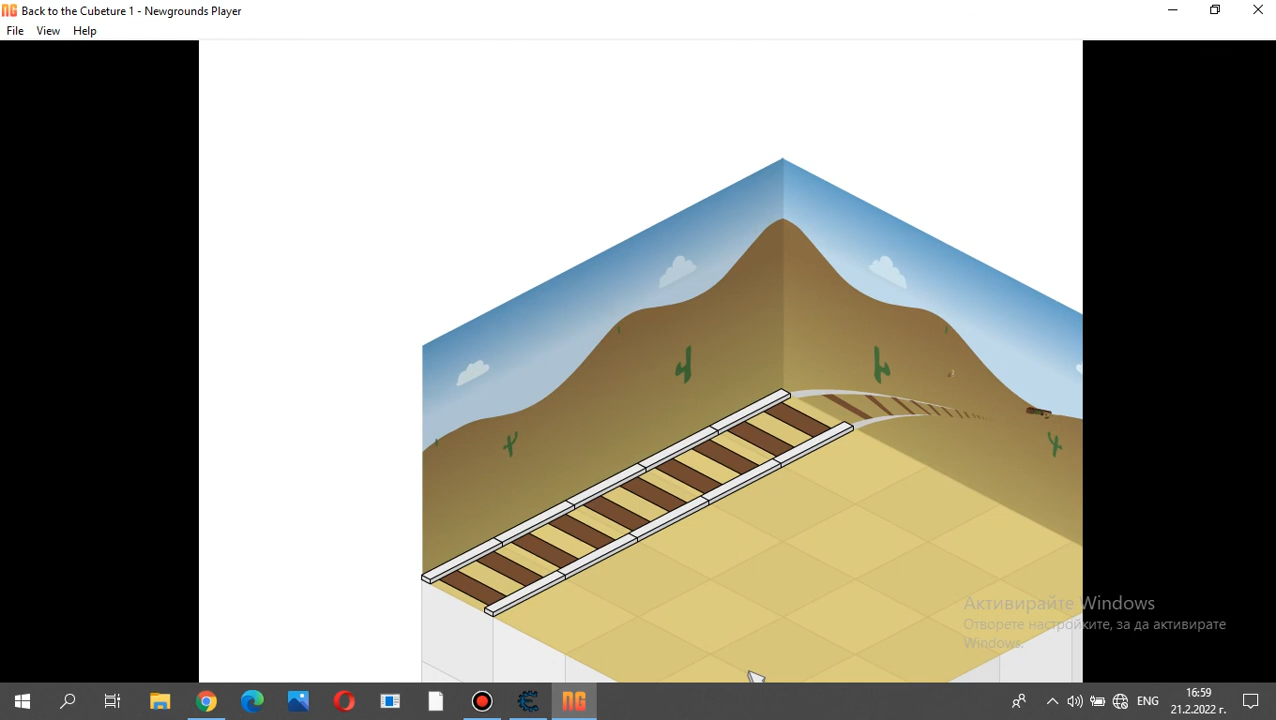 Back to the Cubeture 1 - Newgrounds Player
File View Help
Активирайте Windows
Отворете настройките, за да активирате
Windows.
ENG
16:59
21.2.2022 г.